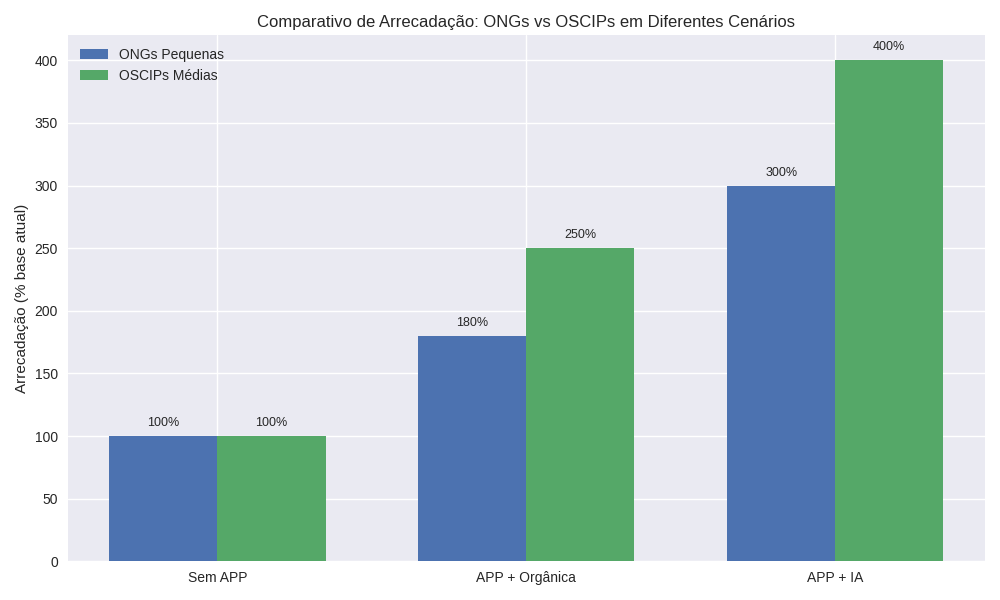 Comparativo de Arrecadação: ONGs vs OSCIPs em Diferentes Cenários
ONGs Pequenas
OSCIPs Médias
Arrecadação (% base atual)
400
350
300
250
200
150
100
50
0
100%
100%
180%
250%
300%
400%
Sem APP
APP + Orgânica
APP + IA